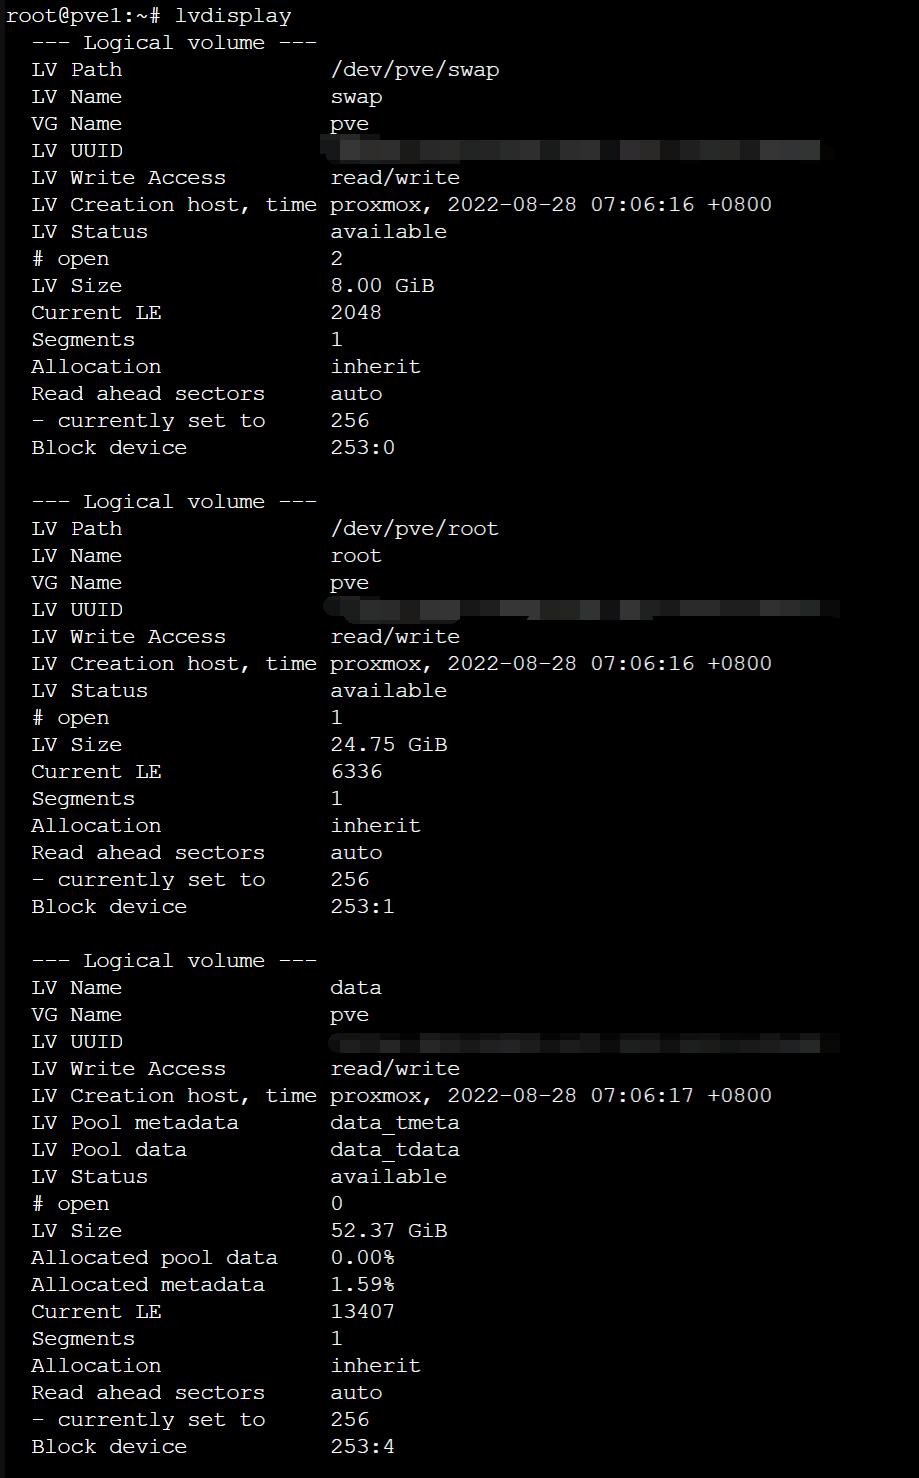 root@pve1:~# lvdisplay
--- Logical volume ---
LV Path /dev/pve/swap
LV Name swap
VG Name pve
LV UUID
LV Write Access read/write
LV Creation host, time proxmox, 2022-08-28 07:06:16 +0800
LV Status available
# open 2
LV Size 8.00 GiB
Current LE 2048
Segments 1
Allocation inherit
Read ahead sectors auto
- currently set to 256
Block device 253:0
--- Logical volume ---
LV Path /dev/pve/root
LV Name root
VG Name pve
LV UUID
LV Write Access read/write
LV Creation host, time proxmox, 2022-08-28 07:06:16 +0800
LV Status available
# open 1
LV Size 24.75 GiB
Current LE 6336
Segments 1
Allocation inherit
Read ahead sectors auto
- currently set to 256
Block device 253:1
--- Logical volume ---
LV Name data
VG Name pve
LV UUID
LV Write Access read/write
LV Creation host, time proxmox, 2022-08-28 07:06:17 +0800
LV Pool metadata data_tmeta
LV Pool data data_tdata
LV Status available
# open 0
LV Size 52.37 GiB
Allocated pool data 0.00%
Allocated metadata 1.59%
Current LE 13407
Segments 1
Allocation inherit
Read ahead sectors auto
- currently set to 256
Block device 253:4